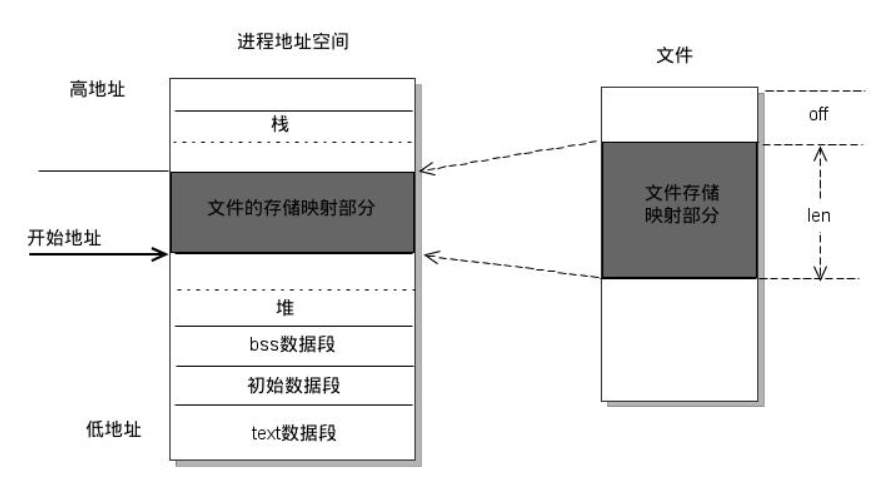 进程地址空间
文件
高地址
off
栈
文件的存储映射部分
文件存储
映射部分
len
开始地址
堆
bss数据段
初始数据段
低地址
text数据段